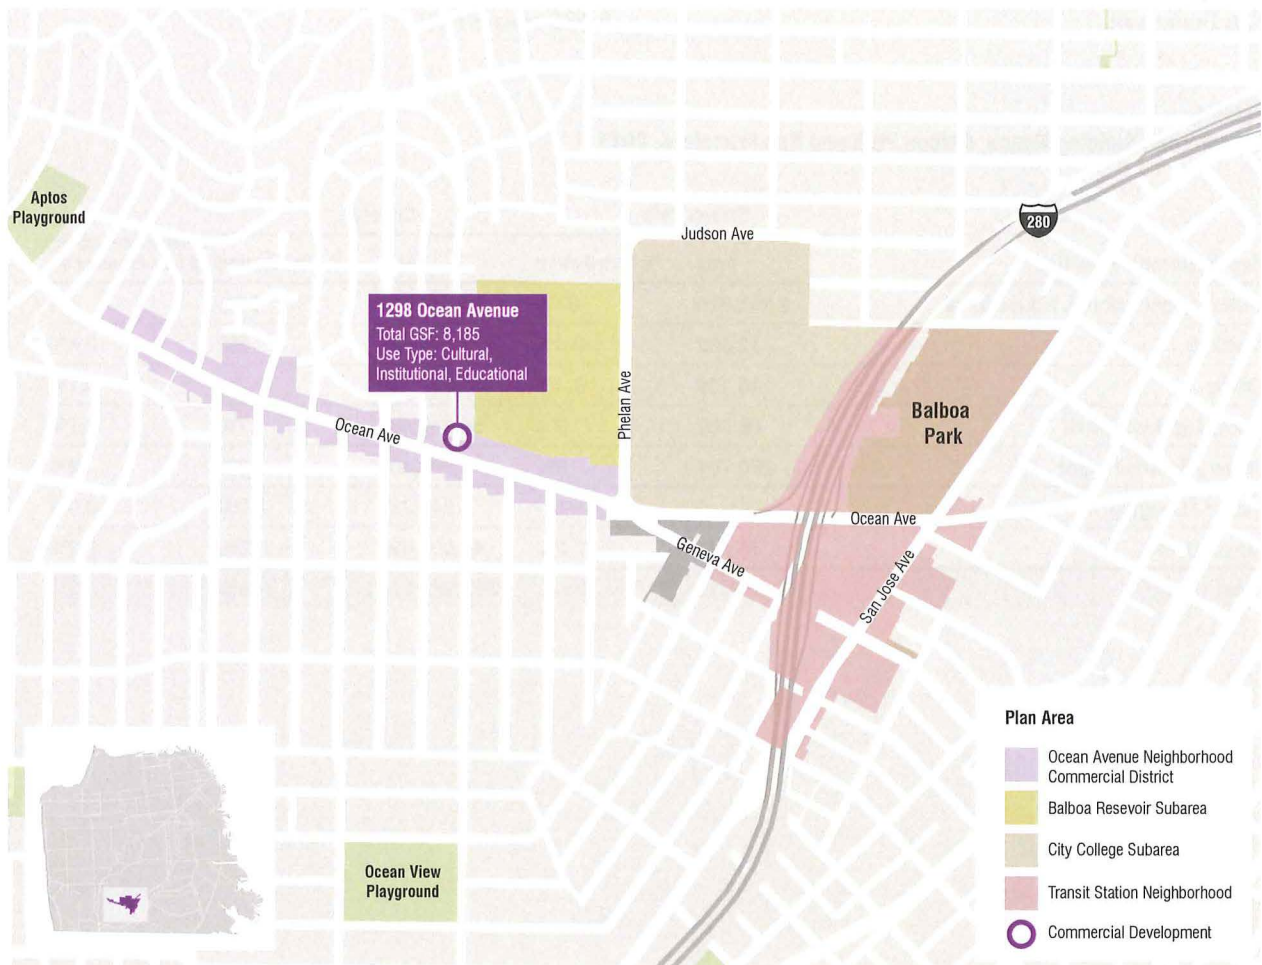 Aptos
Playground
Judson Ave
280
1298 Ocean Avenue
Total GSF: 8,185
Use Type: Cultural,
Institutional, Educational
Phelan Ave
Ocean Ave
Balboa
Park
Ocean Ave
Geneva Ave
San Jose Ave
Plan Area
Ocean Avenue Neighborhood
Commercial District
Balboa Resevoir Subarea
City College Subarea
Transit Station Neighborhood
Commercial Development
Ocean View
Playground